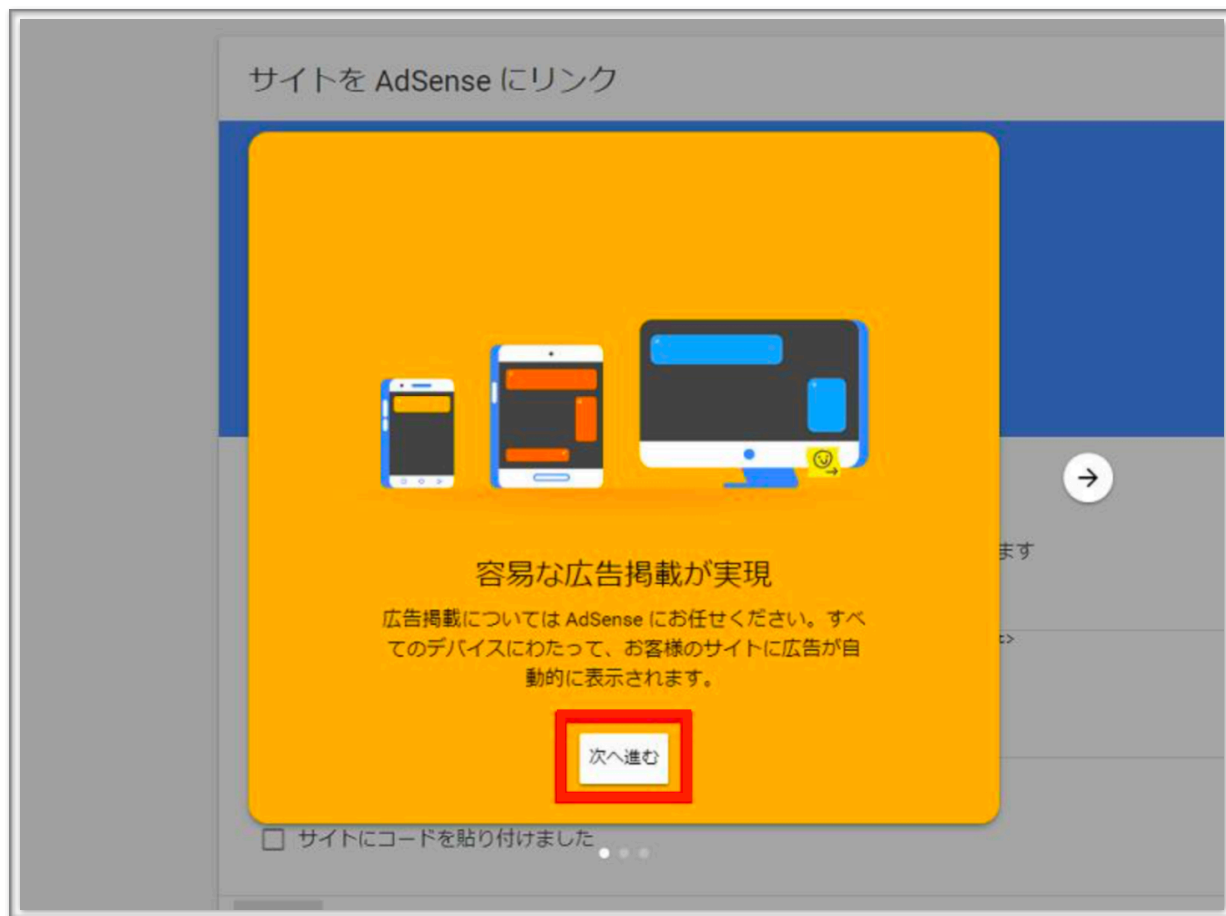 サイトを AdSense にリンク
ます
容易な広告掲載が実現
広告掲載については AdSense にお任せください。すべ
てのデバイスにわたって、お客様のサイトに広告が自
動的に表示されます。
次へ進む
サイトにコードを貼り付けました